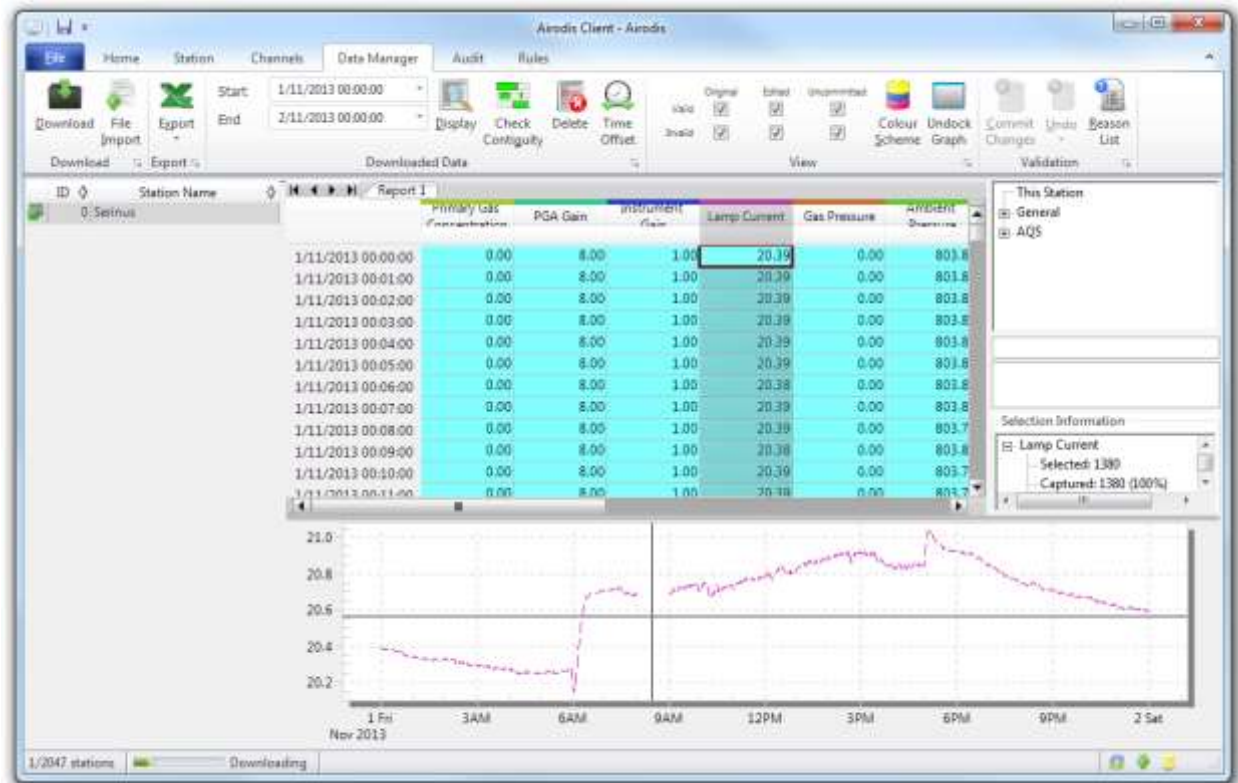 Airodis Client - Airodis
File Home Station Channels Data Manager Audit Rules
Download
File Import
Export
Start 1/11/2013 00:00:00
End 2/11/2013 00:00:00
Display
Check Contiguity
Delete
Time Offset
Original Edited Uncommitted
Valid
Invalid
Colour Scheme
Undock Graph
Commit Changes
Undo
Reason List
Download Export Downloaded Data View Validation
ID Station Name
0 Serinus
Report 1
Primary Gas Concentration PGA Gain Instrument Gain Lamp Current Gas Pressure Ambient Pressure
1/11/2013 00:00:00 0.00 8.00 1.00 20.39 0.00 803.8
1/11/2013 00:01:00 0.00 8.00 1.00 20.39 0.00 803.8
1/11/2013 00:02:00 0.00 8.00 1.00 20.39 0.00 803.8
1/11/2013 00:03:00 0.00 8.00 1.00 20.39 0.00 803.8
1/11/2013 00:04:00 0.00 8.00 1.00 20.39 0.00 803.8
1/11/2013 00:05:00 0.00 8.00 1.00 20.39 0.00 803.8
1/11/2013 00:06:00 0.00 8.00 1.00 20.38 0.00 803.8
1/11/2013 00:07:00 0.00 8.00 1.00 20.39 0.00 803.8
1/11/2013 00:08:00 0.00 8.00 1.00 20.39 0.00 803.7
1/11/2013 00:09:00 0.00 8.00 1.00 20.38 0.00 803.8
1/11/2013 00:10:00 0.00 8.00 1.00 20.39 0.00 803.7
1/11/2013 00:11:00 0.00 8.00 1.00 0.00 803.7
This Station
General
AQS
Selection Information
Lamp Current
Selected: 1380
Captured: 1380 (100%)
21.0
20.8
20.6
20.4
20.2
1 Fri 3AM 6AM 9AM 12PM 3PM 6PM 9PM 2 Sat
Nov 2013
1/2047 stations Downloading